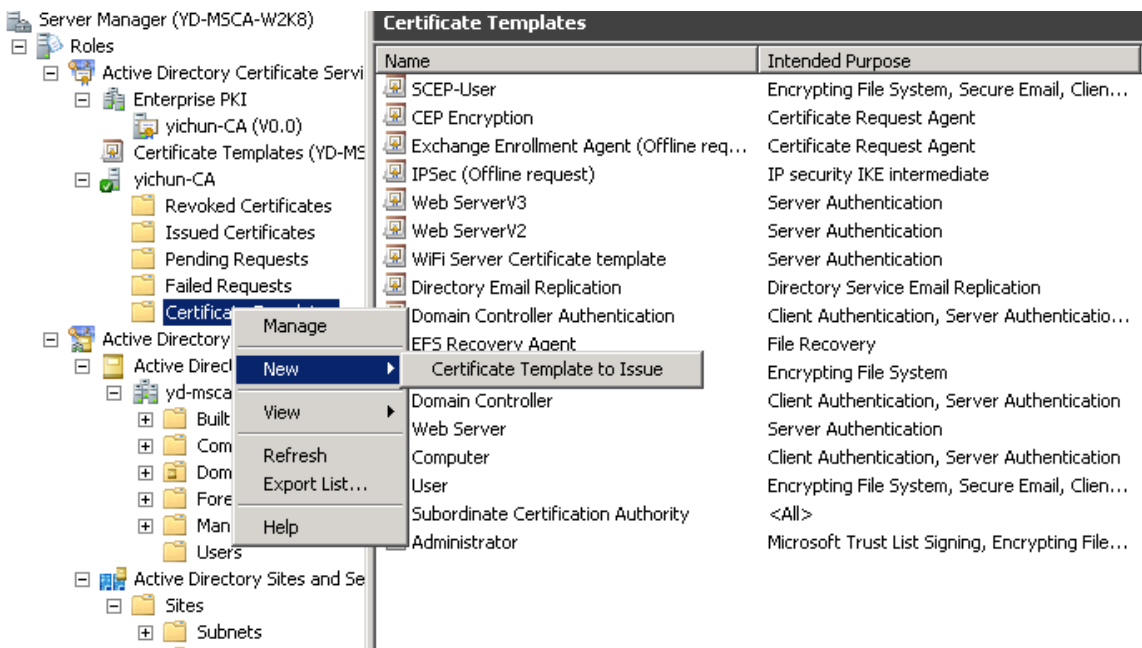 Server Manager (YD-MSCA-W2K8)
Roles
Active Directory Certificate Servi
Enterprise PKI
yichun-CA (V0.0)
Certificate Templates (YD-MS
yichun-CA
Revoked Certificates
Issued Certificates
Pending Requests
Failed Requests
Active Directory
yd-msca
Built
Com
Dom
Fore
Man
Users
Active Directory Sites and Se
Sites
Subnets
Manage
New
View
Refresh
Export List...
Help
Certificate Template to Issue
Certificate Templates
Name Intended Purpose
SCEP-User Encrypting File System, Secure Email, Clien...
CEP Encryption Certificate Request Agent
Exchange Enrollment Agent (Offline req... Certificate Request Agent
IPSec (Offline request) IP security IKE intermediate
Web ServerV3 Server Authentication
Web ServerV2 Server Authentication
WiFi Server Certificate template Server Authentication
Directory Email Replication Directory Service Email Replication
Domain Controller Authentication Client Authentication, Server Authenticatio...
EFS Recovery Agent File Recovery
Encrypting File System
Domain Controller Client Authentication, Server Authentication
Web Server Server Authentication
Computer Client Authentication, Server Authentication
User Encrypting File System, Secure Email, Clien...
Subordinate Certification Authority <All>
Administrator Microsoft Trust List Signing, Encrypting File...